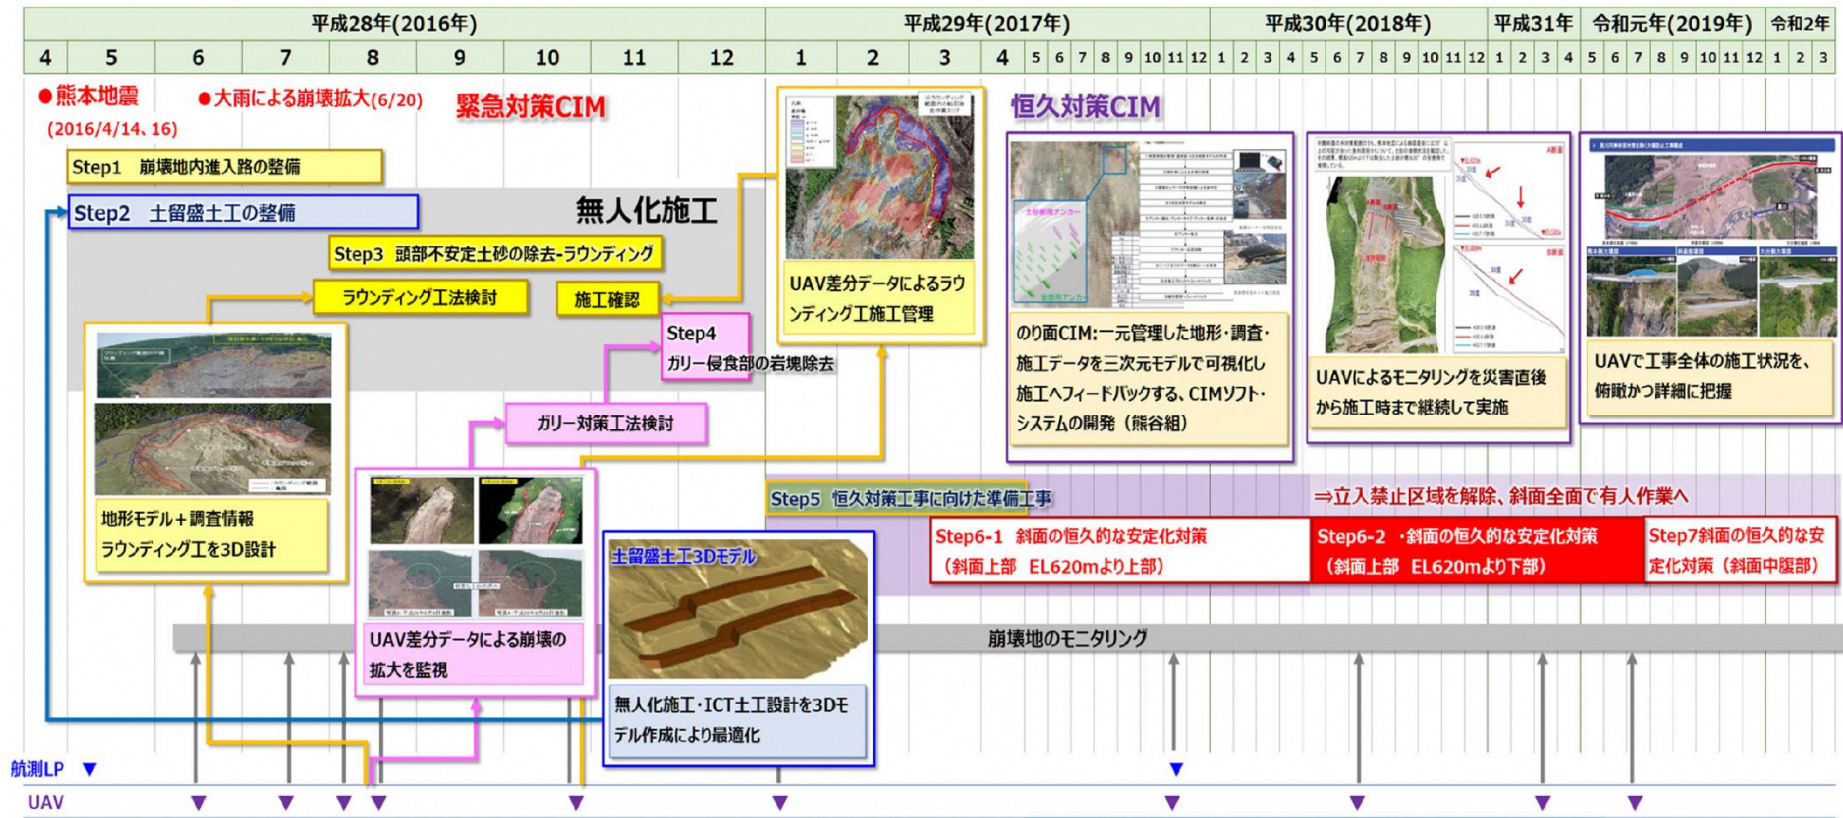 平成28年(2016年)
平成29年(2017年)
平成30年(2018年)
平成31年
令和元年(2019年)
令和2年
4 5 6 7 8 9 10 11 12 1 2 3 4 5 6 7 8 9 10 11 12 1 2 3 4 5 6 7 8 9 10 11 12 1 2 3 4 5 6 7 8 9 10 11 12 1 2 3
●熊本地震
(2016/4/14、16)
●大雨による崩壊拡大(6/20)
緊急対策CIM
恒久対策CIM
Step1 崩壊地内進入路の整備
Step2 土留盛土工の整備
無人化施工
Step3 頭部不安定土砂の除去-ラウンディング
ラウンディング工法検討
施工確認
Step4
ガリー侵食部の岩塊除去
ガリー対策工法検討
UAV差分データによるラウ
ンディング工施工管理
土砂部用アンカー
岩部用アンカー
のり面CIM:一元管理した地形・調査・
施工データを三次元モデルで可視化し
施工へフィードバックする、CIMソフト・
システムの開発（熊谷組）
A断面
B断面
UAVによるモニタリングを災害直後
から施工時まで継続して実施
UAVで工事全体の施工状況を、
俯瞰かつ詳細に把握
地形モデル＋調査情報
ラウンディング工を3D設計
UAV差分データによる崩壊の
拡大を監視
土留盛土工3Dモデル
無人化施工・ICT土工設計を3Dモ
デル作成により最適化
Step5 恒久対策工事に向けた準備工事
⇒立入禁止区域を解除、斜面全面で有人作業へ
Step6-1 斜面の恒久的な安定化対策
（斜面上部 EL620mより上部）
Step6-2 ・斜面の恒久的な安定化対策
（斜面上部 EL620mより下部）
Step7斜面の恒久的な安
定化対策（斜面中腹部）
崩壊地のモニタリング
航測LP
UAV